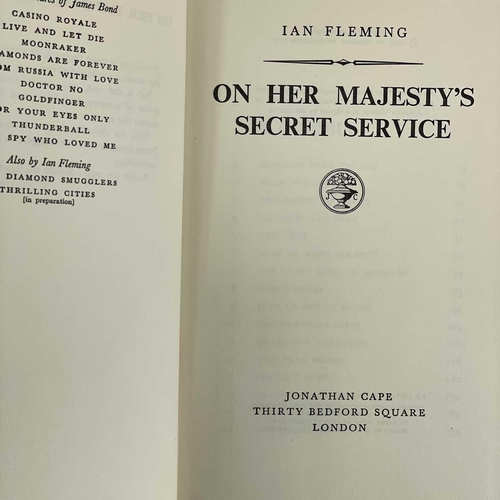 ures of James Bond
CASINO ROYALE
LIVE AND LET DIE
MOONRAKER
AMONDS ARE FOREVER
OM RUSSIA WITH LOVE
DOCTOR NO
GOLDFINGER
OR YOUR EYES ONLY
THUNDERBALL
SPY WHO LOVED ME
Also by Ian Fleming
DIAMOND SMUGGLERS
THRILLING CITIES
[in preparation]
IAN FLEMING
ON HER MAJESTY'S
SECRET SERVICE
J C
JONATHAN CAPE
THIRTY BEDFORD SQUARE
LONDON